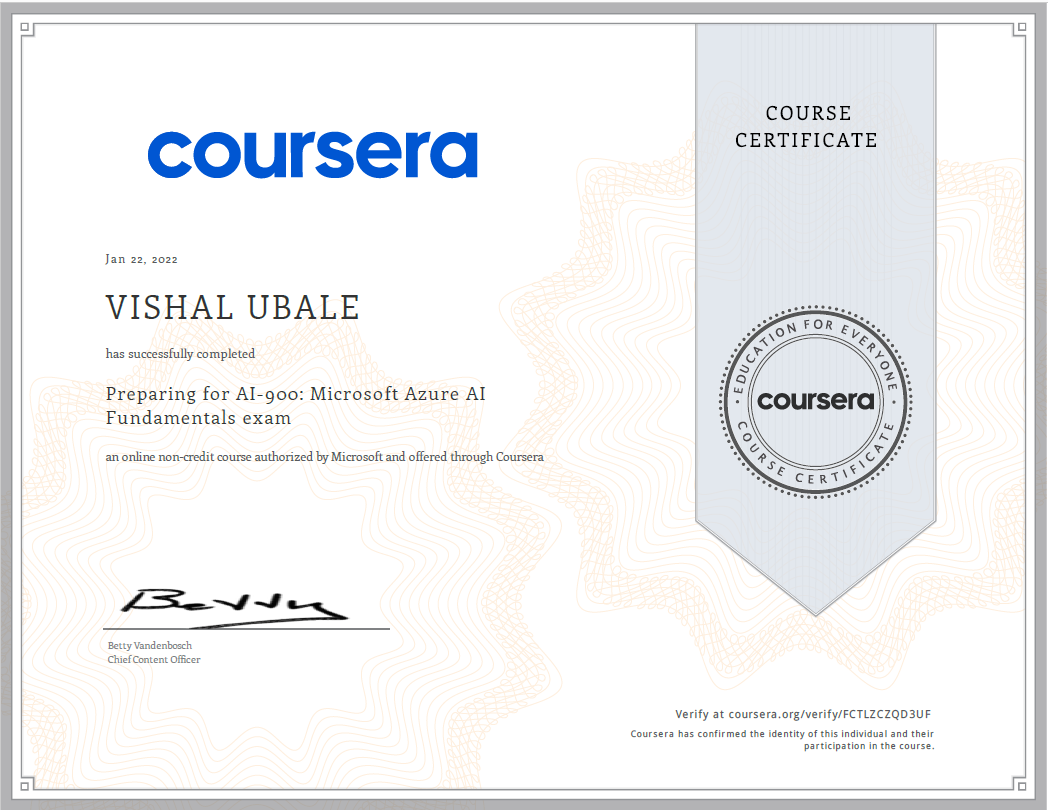 coursera
COURSE
CERTIFICATE
Jan 22, 2022
VISHAL UBALE
has successfully completed
Preparing for AI-900: Microsoft Azure AI
Fundamentals exam
an online non-credit course authorized by Microsoft and offered through Coursera
EDUCATION FOR EVERYONE
coursera
COURSE CERTIFICATE
Betty
Betty Vandenbosch
Chief Content Officer
Verify at coursera.org/verify/FCTLZCZQD3UF
Coursera has confirmed the identity of this individual and their
participation in the course.